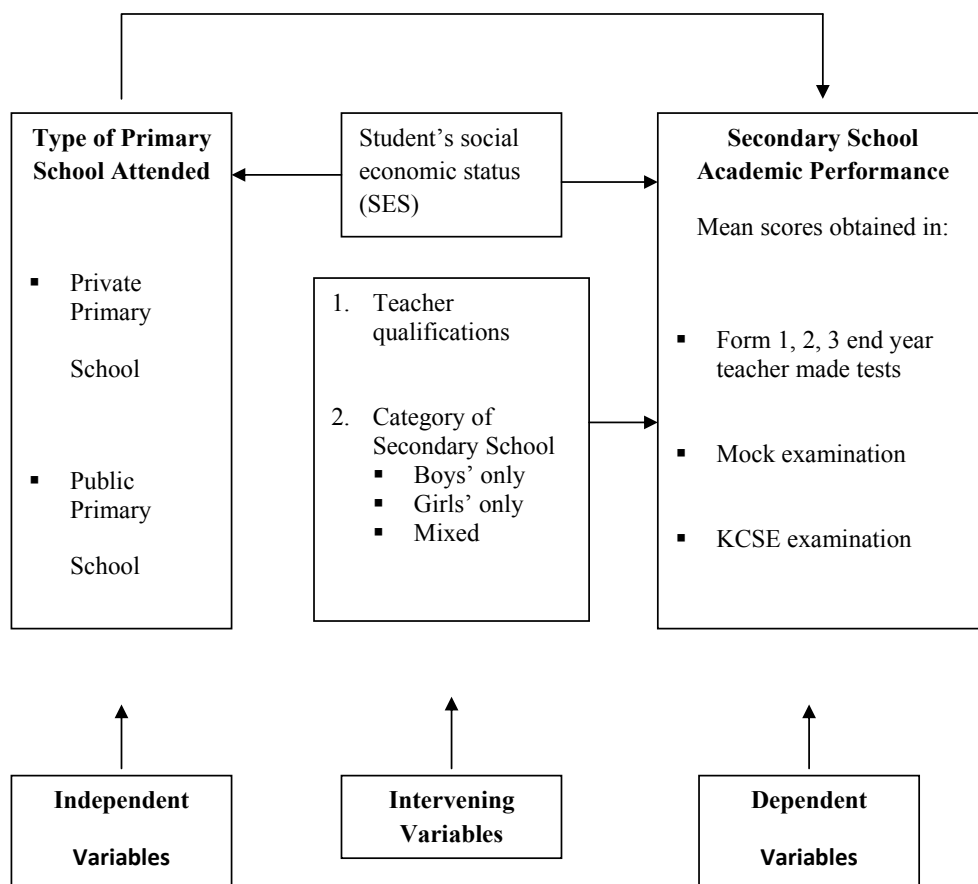 Type of Primary
School Attended
▪ Private
Primary
School
▪ Public
Primary
School
Student’s social
economic status
(SES)
1. Teacher
qualifications
2. Category of
Secondary School
▪ Boys’ only
▪ Girls’ only
▪ Mixed
Secondary School
Academic Performance
Mean scores obtained in:
▪ Form 1, 2, 3 end year
teacher made tests
▪ Mock examination
▪ KCSE examination
Independent
Variables
Intervening
Variables
Dependent
Variables